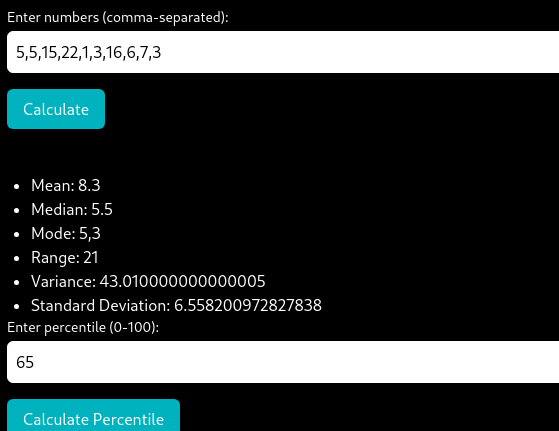 Enter numbers (comma-separated):
5,5,15,22,1,3,16,6,7,3
Calculate
Mean: 8.3
Median: 5.5
Mode: 5,3
Range: 21
Variance: 43.010000000000005
Standard Deviation: 6.558200972827838
Enter percentile (0-100):
65
Calculate Percentile